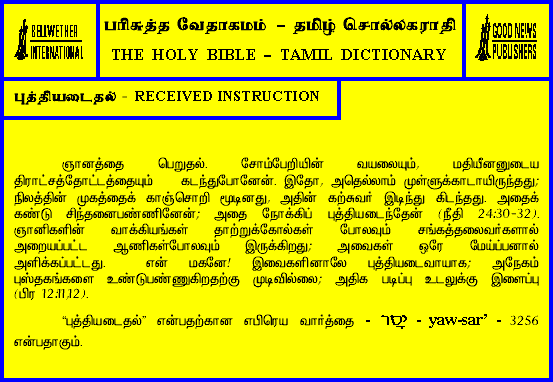 BELLWETHER
INTERNATIONAL
பரிசுத்த வேதாகமம் – தமிழ் சொல்லகராதி
THE HOLY BIBLE – TAMIL DICTIONARY
GOOD NEWS
PUBLISHERS
புத்தியடைதல் - RECEIVED INSTRUCTION
ஞானத்தை பெறுதல். சோம்பேறியின் வயலையும், மதியீனனுடைய
திராட்சத்தோட்டத்தையும் கடந்துபோனேன். இதோ, அதெல்லாம் முள்ளுக்காடாயிருந்தது;
நிலத்தின் முகத்தைக் காஞ்சொறி மூடினது, அதின் கற்சுவர் இடிந்து கிடந்தது. அதைக்
கண்டு சிந்தனைபண்ணினேன்; அதை நோக்கிப் புத்தியடைந்தேன் (நீதி 24:30-32).
ஞானிகளின் வாக்கியங்கள் தாற்றுக்கோல்கள் போலவும் சங்கத்தலைவர்களால்
அறையப்பட்ட ஆணிகள்போலவும் இருக்கிறது; அவைகள் ஒரே மேய்ப்பனால்
அளிக்கப்பட்டது. என் மகனே! இவைகளினாலே புத்தியடைவாயாக; அநேகம்
புஸ்தகங்களை உண்டுபண்ணுகிறதற்கு முடிவில்லை; அதிக படிப்பு உடலுக்கு இளைப்பு
(பிர 12:11,12).
"புத்தியடைதல்" என்பதற்கான எபிரெய வார்த்தை - יָסַר - yaw-sar' - 3256
என்பதாகும்.